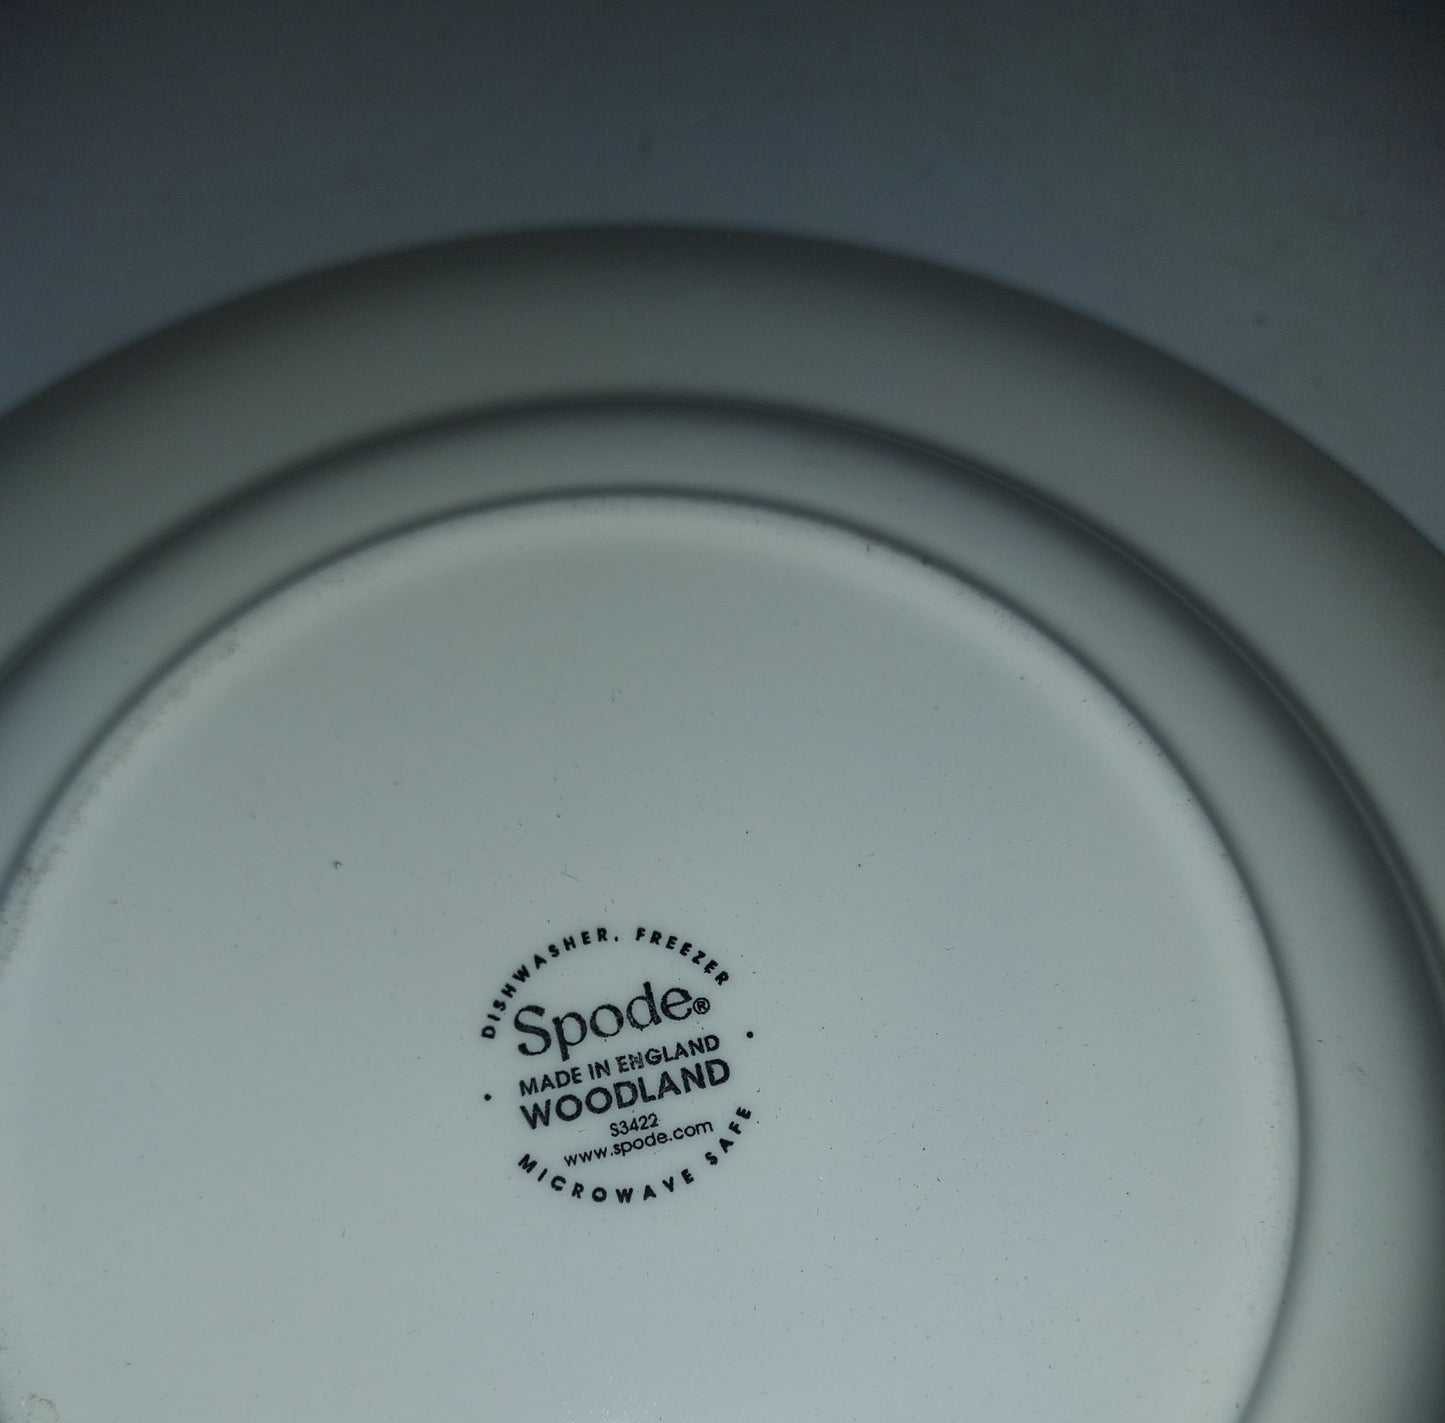 DISHWASHER, FREEZER
Spode®
MADE IN ENGLAND
WOODLAND
S3422
www.spode.com
MICROWAVE SAFE